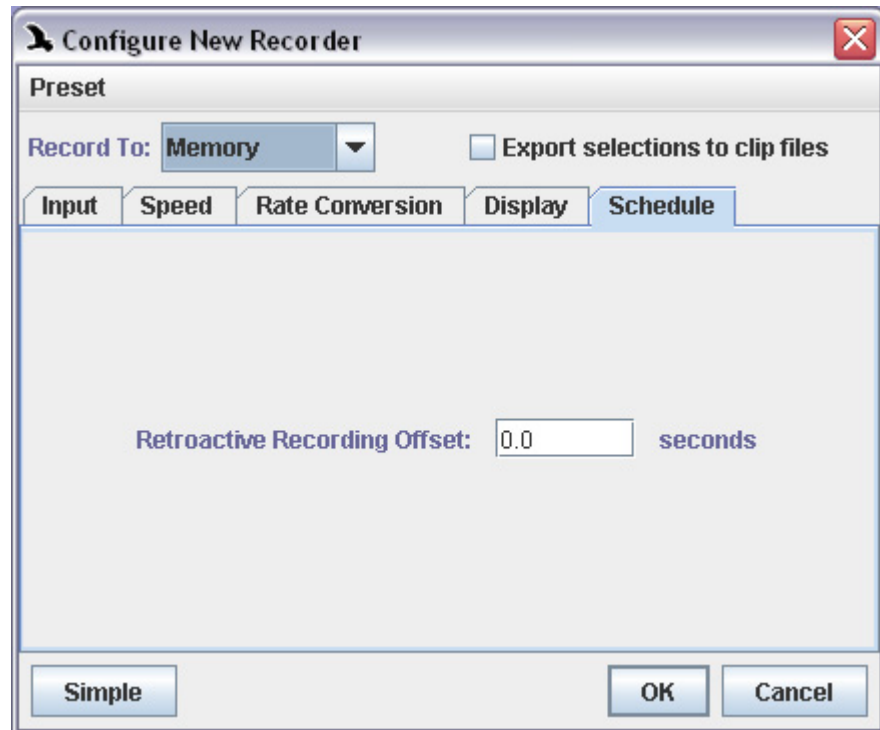 Configure New Recorder
Preset
Record To: Memory Export selections to clip files
Input Speed Rate Conversion Display Schedule
Retroactive Recording Offset: 0.0 seconds
Simple OK Cancel